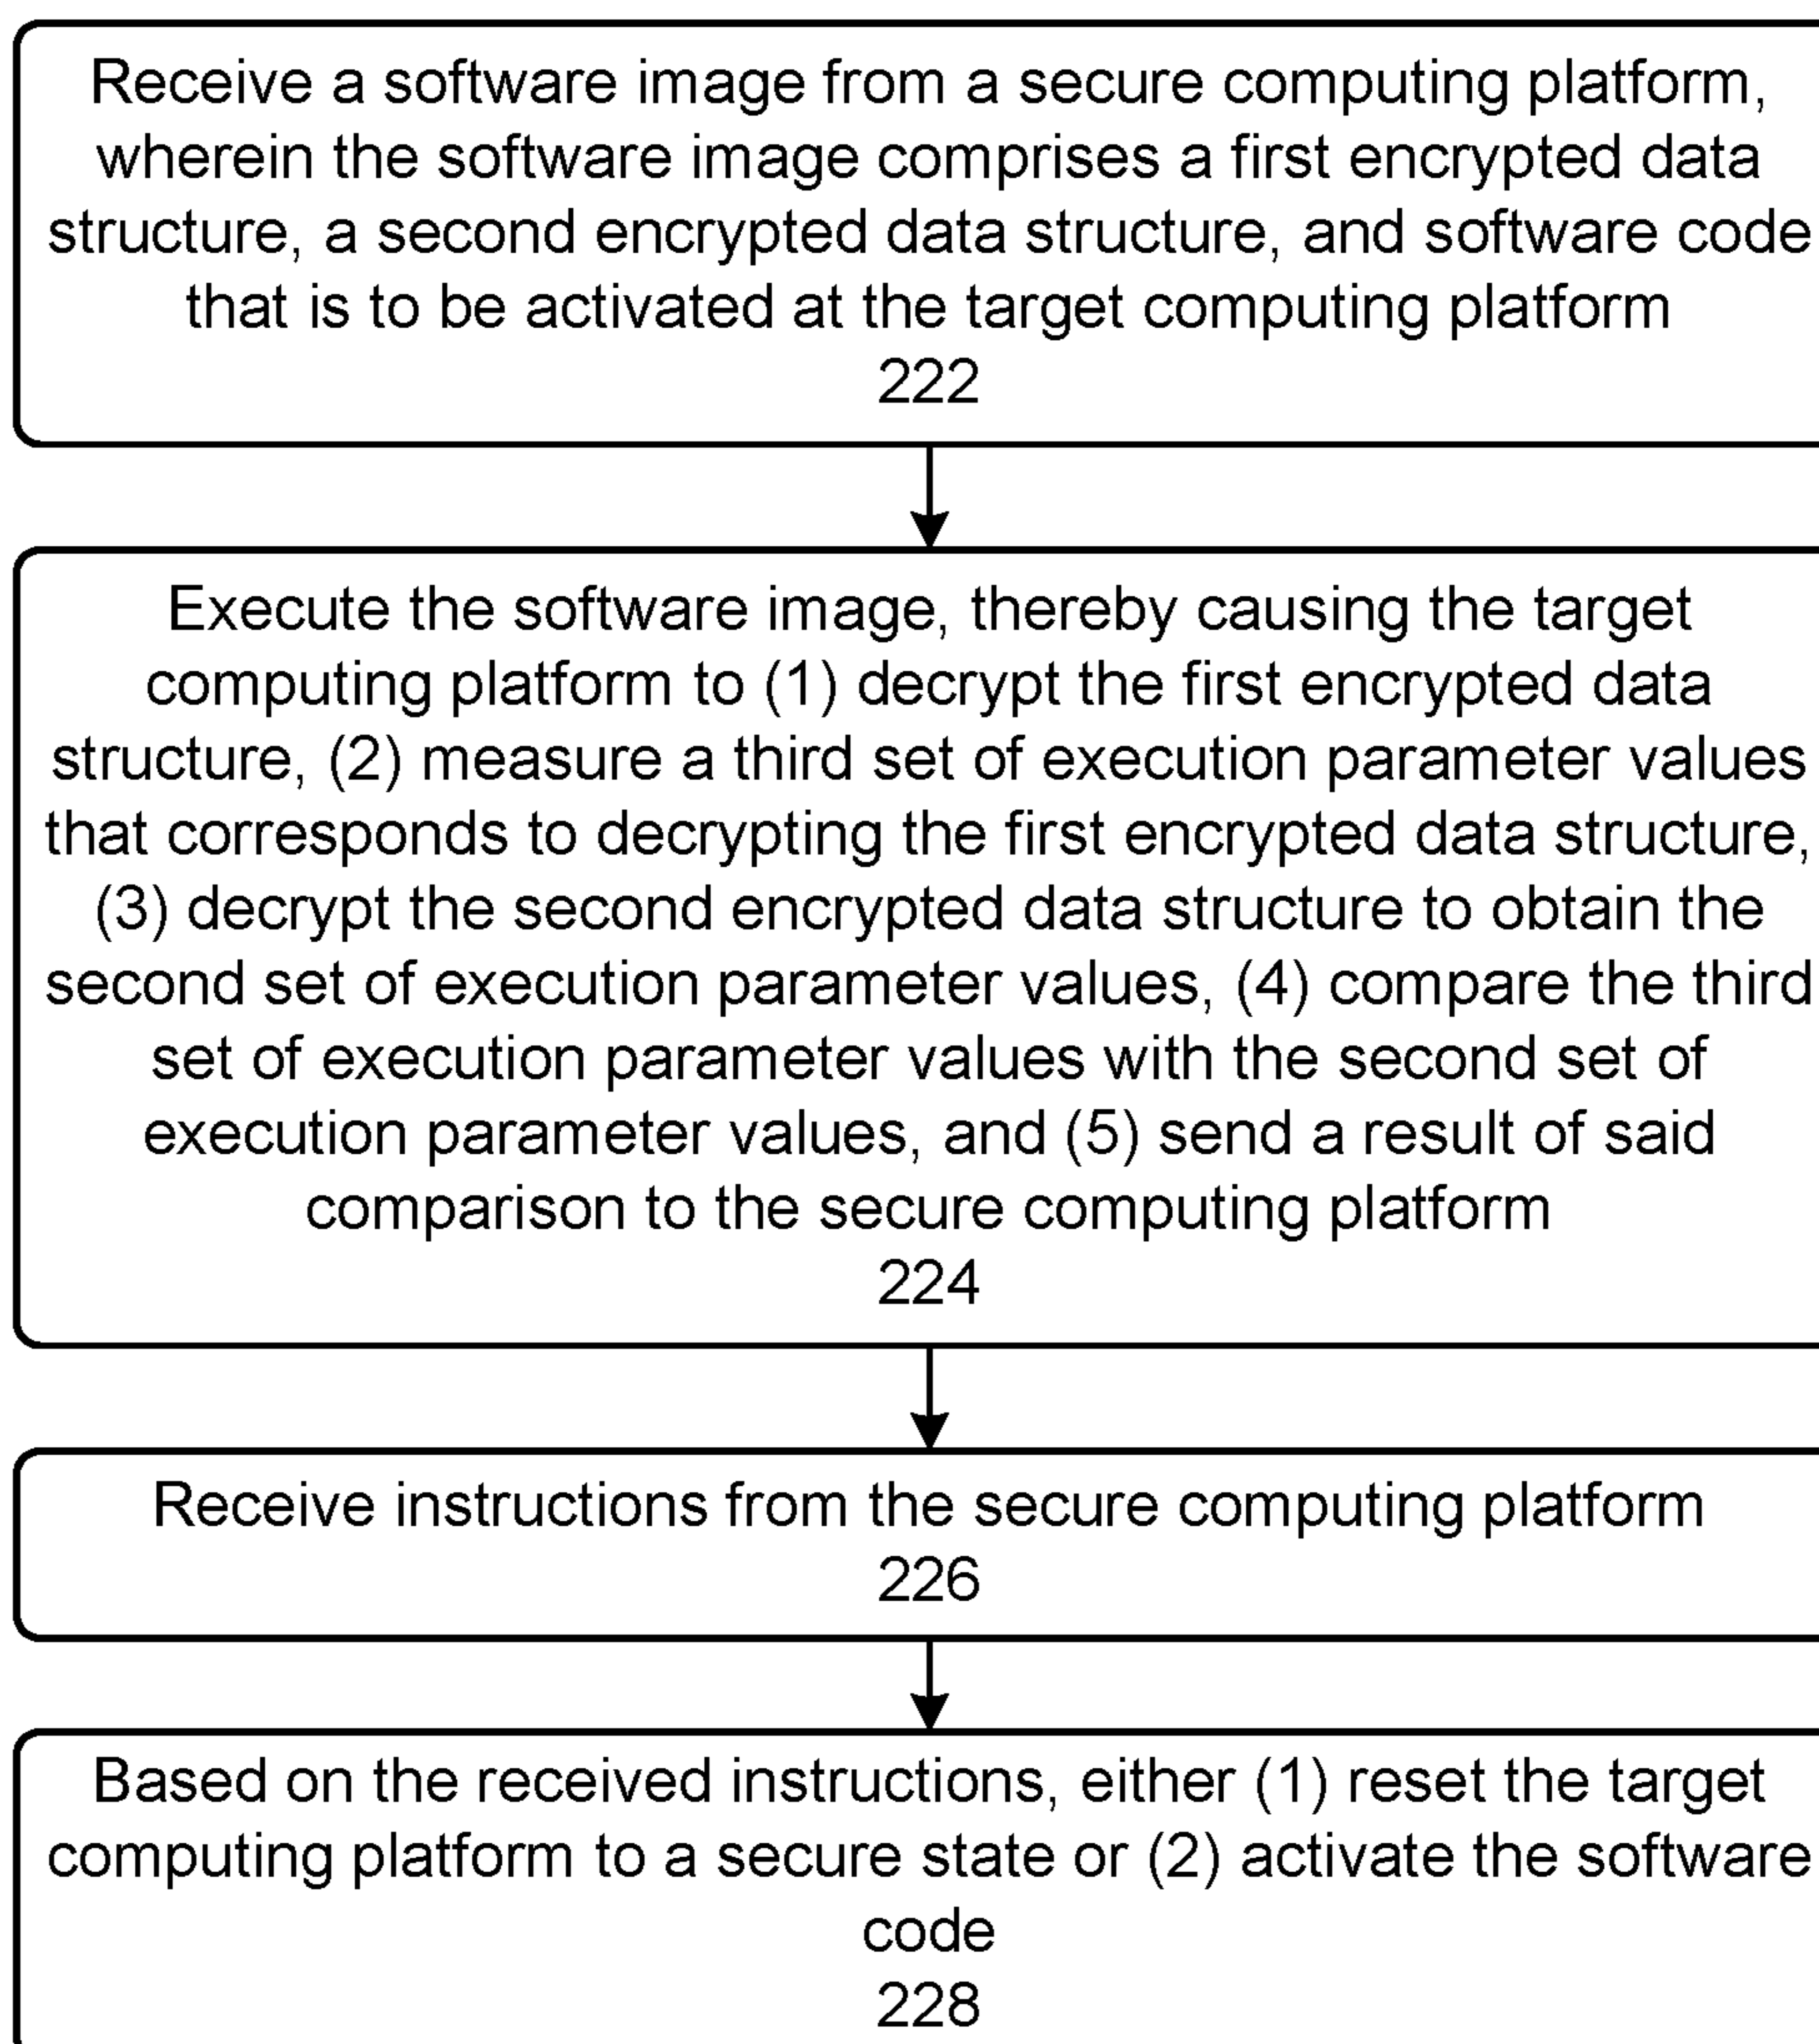 Receive a software image from a secure computing platform,
wherein the software image comprises a first encrypted data
structure, a second encrypted data structure, and software code
that is to be activated at the target computing platform
222
Execute the software image, thereby causing the target
computing platform to (1) decrypt the first encrypted data
structure, (2) measure a third set of execution parameter values
that corresponds to decrypting the first encrypted data structure,
(3) decrypt the second encrypted data structure to obtain the
second set of execution parameter values, (4) compare the third
set of execution parameter values with the second set of
execution parameter values, and (5) send a result of said
comparison to the secure computing platform
224
Receive instructions from the secure computing platform
226
Based on the received instructions, either (1) reset the target
computing platform to a secure state or (2) activate the software
code
228